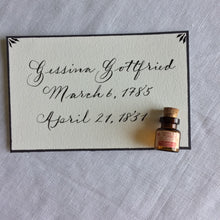 Gessina Gottfried
March 6, 1785
April 21, 1831